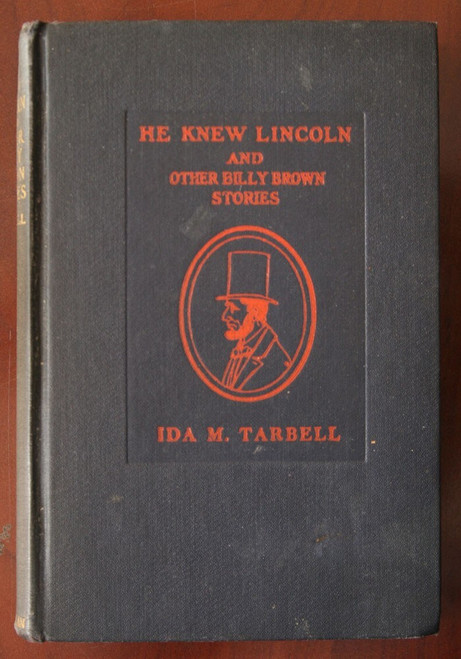 HE KNEW LINCOLN
AND
OTHER BILLY BROWN
STORIES
IDA M. TARBELL